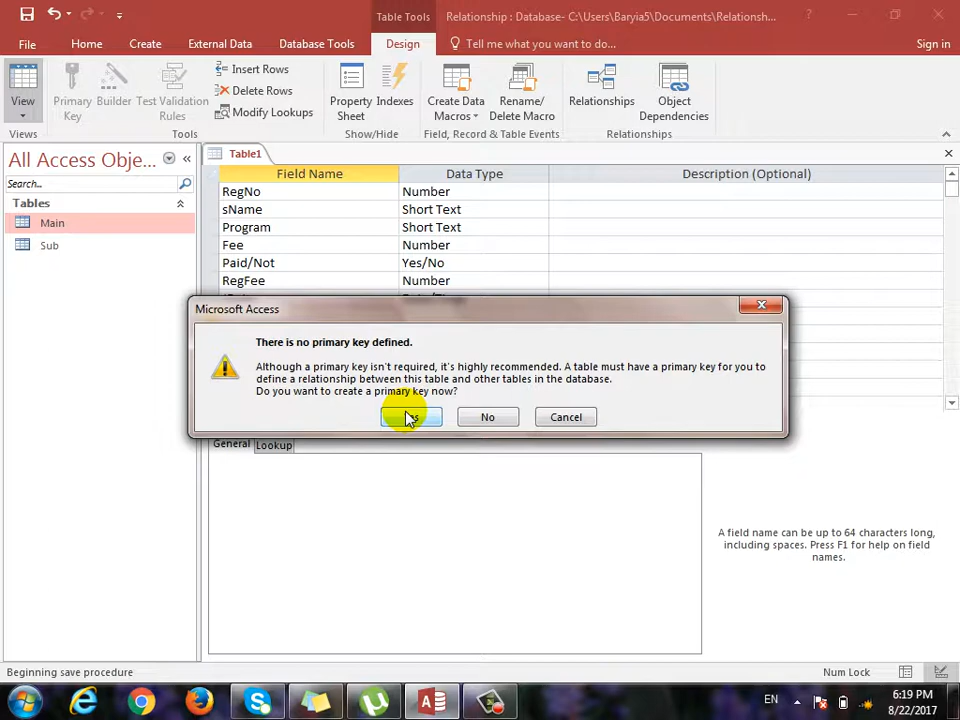 Table Tools
Relationship : Database- C:\Users\Baryia5\Documents\Relationsh...
?
File
Home
Create
External Data
Database Tools
Design
Tell me what you want to do...
Sign in
View
Primary Key
Builder
Test Validation Rules
Insert Rows
Delete Rows
Modify Lookups
Property Sheet
Indexes
Create Data Macros
Rename/ Delete Macro
Relationships
Object Dependencies
Views
Tools
Show/Hide
Field, Record & Table Events
Relationships
All Access Obje...
Search...
Tables
Main
Sub
Table1
Field Name
Data Type
Description (Optional)
RegNo
Number
sName
Short Text
Program
Short Text
Fee
Number
Paid/Not
Yes/No
RegFee
Number
Microsoft Access
There is no primary key defined.
Although a primary key isn't required, it's highly recommended. A table must have a primary key for you to
define a relationship between this table and other tables in the database.
Do you want to create a primary key now?
No
Cancel
General
Lookup
A field name can be up to 64 characters long,
including spaces. Press F1 for help on field
names.
Beginning save procedure
Num Lock
EN
6:19 PM
8/22/2017